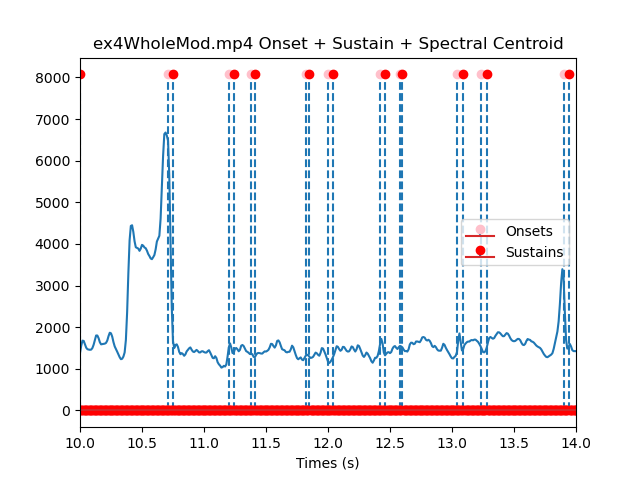 ex4WholeMod.mp4 Onset + Sustain + Spectral Centroid
8000
7000
6000
5000
4000
3000
2000
1000
0
Onsets
Sustains
10.0 10.5 11.0 11.5 12.0 12.5 13.0 13.5 14.0
Times (s)